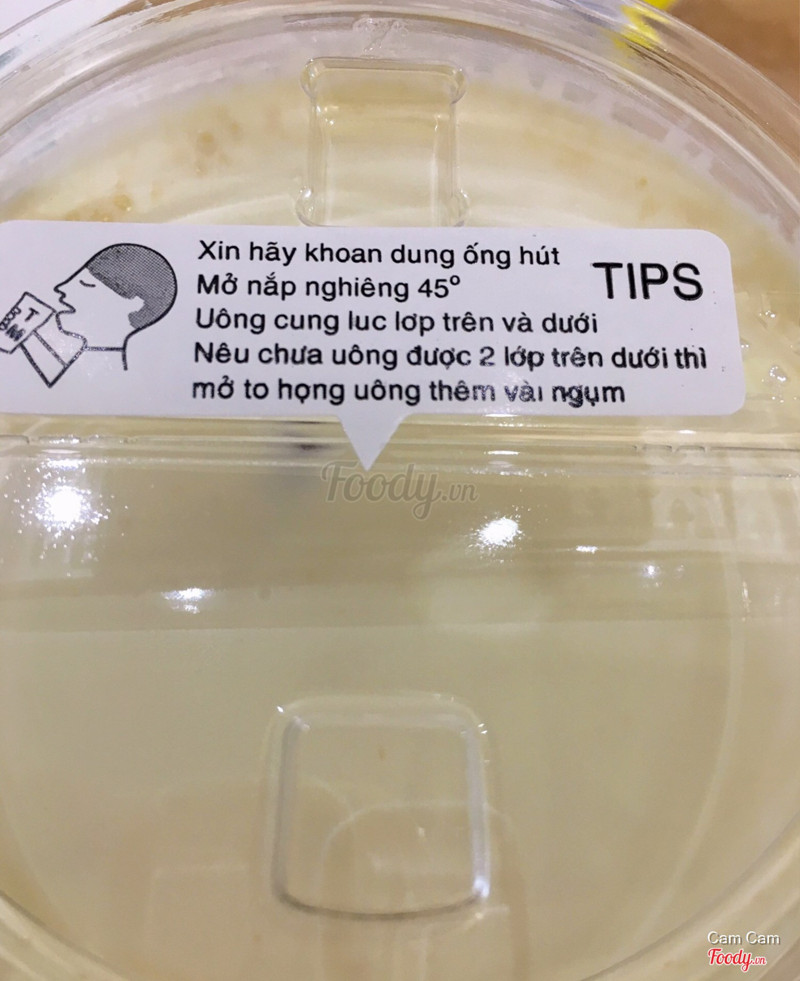 Xin hãy khoan dung ống hút
TIPS
Mở nắp nghiêng 45°
Uông cung luc lơp trên và dưới
Nêu chưa uông được 2 lớp trên dưới thì
mở to họng uông thêm vài ngụm
Foody.vn
Cam Cam
Foody.vn